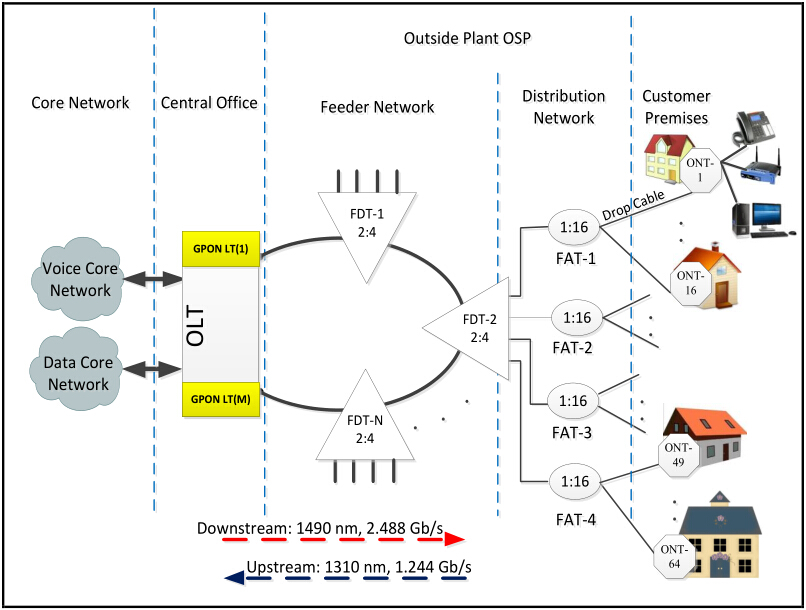 Outside Plant OSP
Core Network
Central Office
Feeder Network
Distribution
Network
Customer
Premises
Voice Core
Network
Data Core
Network
GPON LT(1)
OLT
GPON LT(M)
FDT-1
2:4
FDT-2
2:4
FDT-N
2:4
1:16
FAT-1
1:16
FAT-2
1:16
FAT-3
1:16
FAT-4
Drop Cable
ONT-
1
ONT-
16
ONT-
49
ONT-
64
Downstream: 1490 nm, 2.488 Gb/s
Upstream: 1310 nm, 1.244 Gb/s